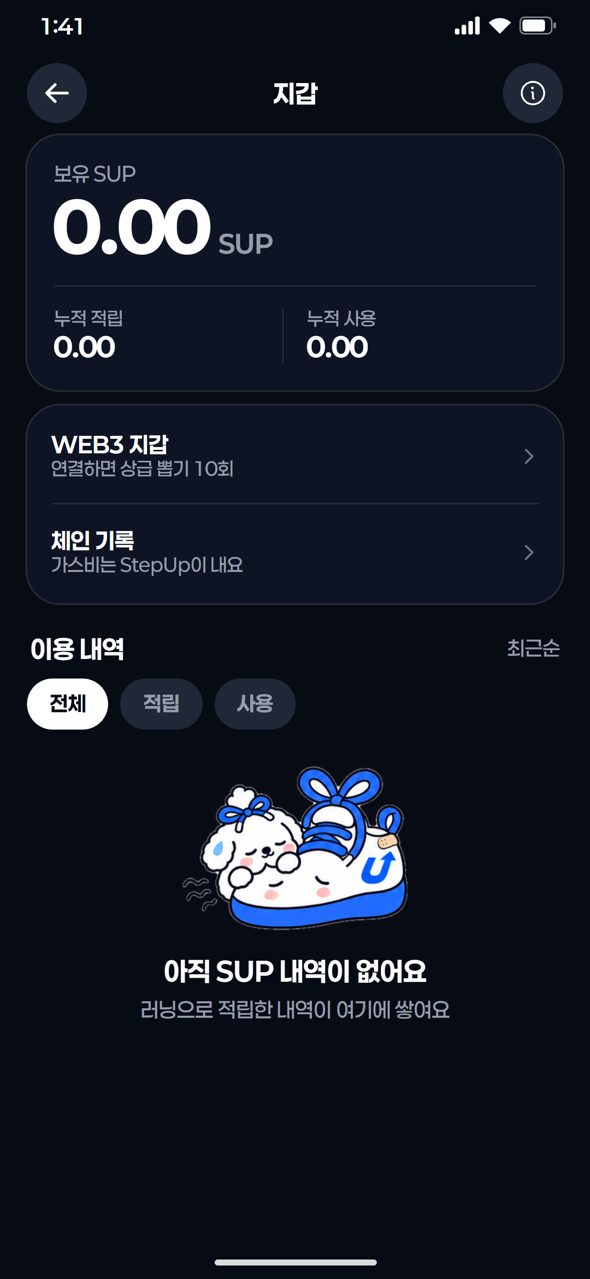 1:41
지갑
보유 SUP
0.00 SUP
누적 적립
0.00
누적 사용
0.00
WEB3 지갑
연결하면 상급 뽑기 10회
체인 기록
가스비는 StepUp이 내요
이용 내역
최근순
전체
적립
사용
U
아직 SUP 내역이 없어요
러닝으로 적립한 내역이 여기에 쌓여요